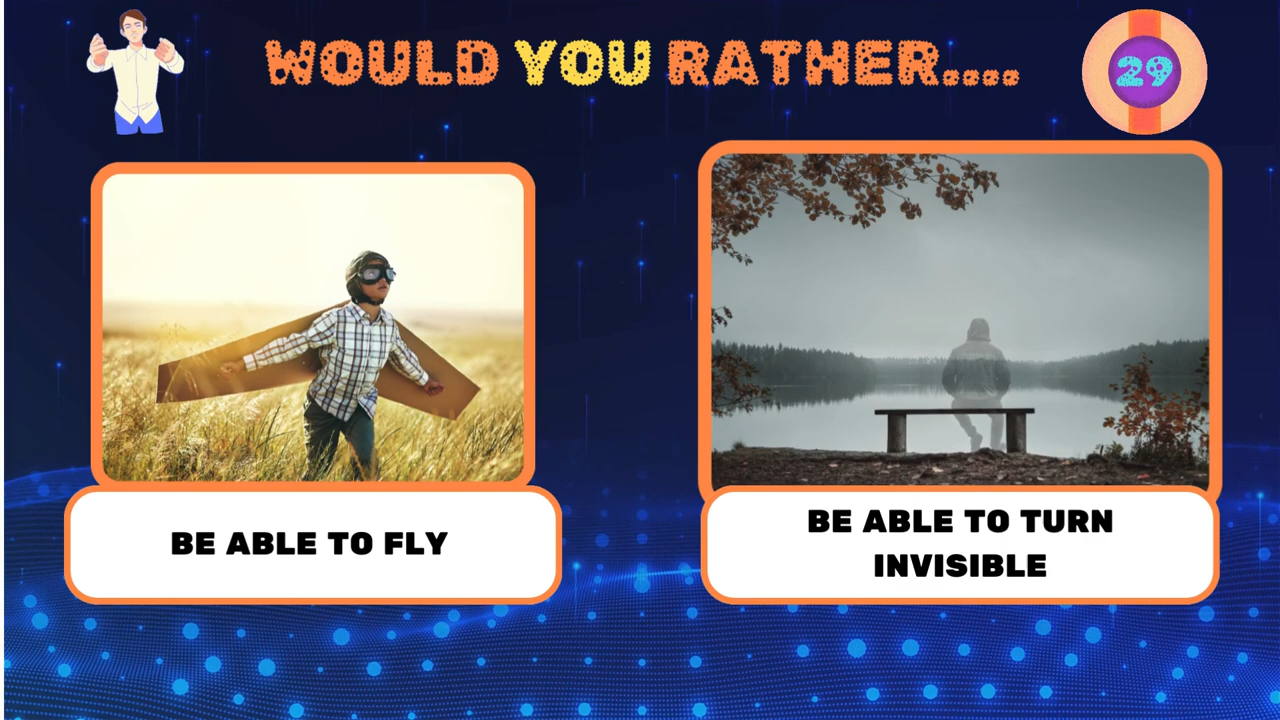 WOULD YOU RATHER....
29
BE ABLE TO FLY
BE ABLE TO TURN
INVISIBLE